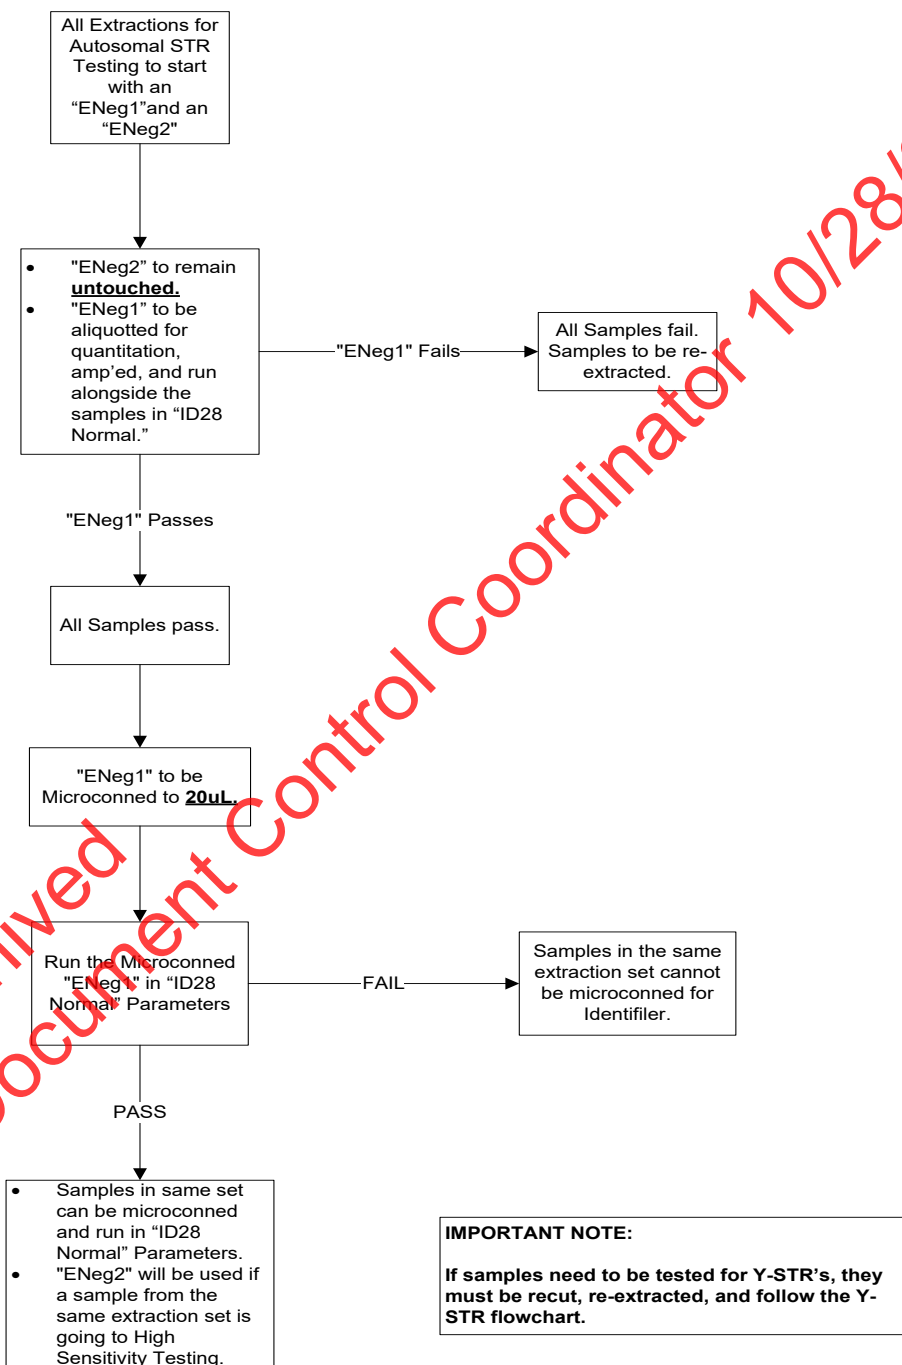 All Extractions for
Autosomal STR
Testing to start
with an
“ENeg1”and an
“ENeg2"
• "ENeg2” to remain
untouched.
• "ENeg1” to be
aliquotted for
quantitation,
amp’ed, and run
alongside the
samples in “ID28
Normal.”
"ENeg1" Fails
All Samples fail.
Samples to be re-
extracted.
"ENeg1" Passes
All Samples pass.
"ENeg1" to be
Microconned to 20uL.
Run the Microconned
"ENeg1" in “ID28
Normal” Parameters
FAIL
Samples in the same
extraction set cannot
be microconned for
Identifiler.
PASS
• Samples in same set
can be microconned
and run in “ID28
Normal” Parameters.
• "ENeg2” will be used if
a sample from the
same extraction set is
going to High
Sensitivity Testing.
IMPORTANT NOTE:
If samples need to be tested for Y-STR’s, they
must be recut, re-extracted, and follow the Y-
STR flowchart.
Document Control Coordinator 10/28/